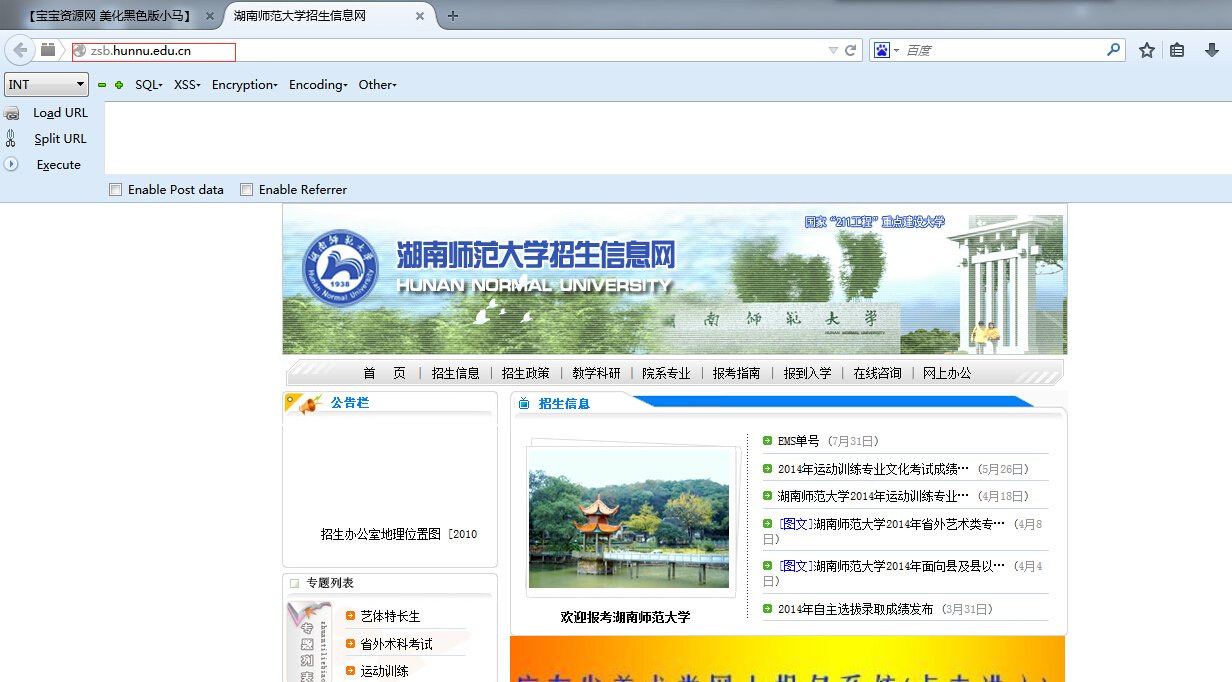 【宝宝资源网 美化黑色版小马】
湖南师范大学招生信息网
zsb.hunnu.edu.cn
百度
INT
SQL
XSS
Encryption
Encoding
Other
Load URL
Split URL
Execute
Enable Post data
Enable Referrer
国家“211工程”重点建设大学
湖南师范大学招生信息网
HUNAN NORMAL UNIVERSITY
湖南师范大学
Hunan Normal University
1938
湖 南 师 范 大 学
HUNAN NORMAL UNIVERSITY
首 页 | 招生信息 | 招生政策 | 教学科研 | 院系专业 | 报考指南 | 报到入学 | 在线咨询 | 网上办公
公告栏
招生办公室地理位置图 [2010
专题列表
专题列表
zhuantiliebiao
艺体特长生
省外术科考试
运动训练
招生信息
欢迎报考湖南师范大学
EMS单号 (7月31日)
2014年运动训练专业文化考试成绩… (5月26日)
湖南师范大学2014年运动训练专业… (4月18日)
[图文]湖南师范大学2014年省外艺术类专… (4月8
日)
[图文]湖南师范大学2014年面向县及县以… (4月4
日)
2014年自主选拔录取成绩发布 (3月31日)